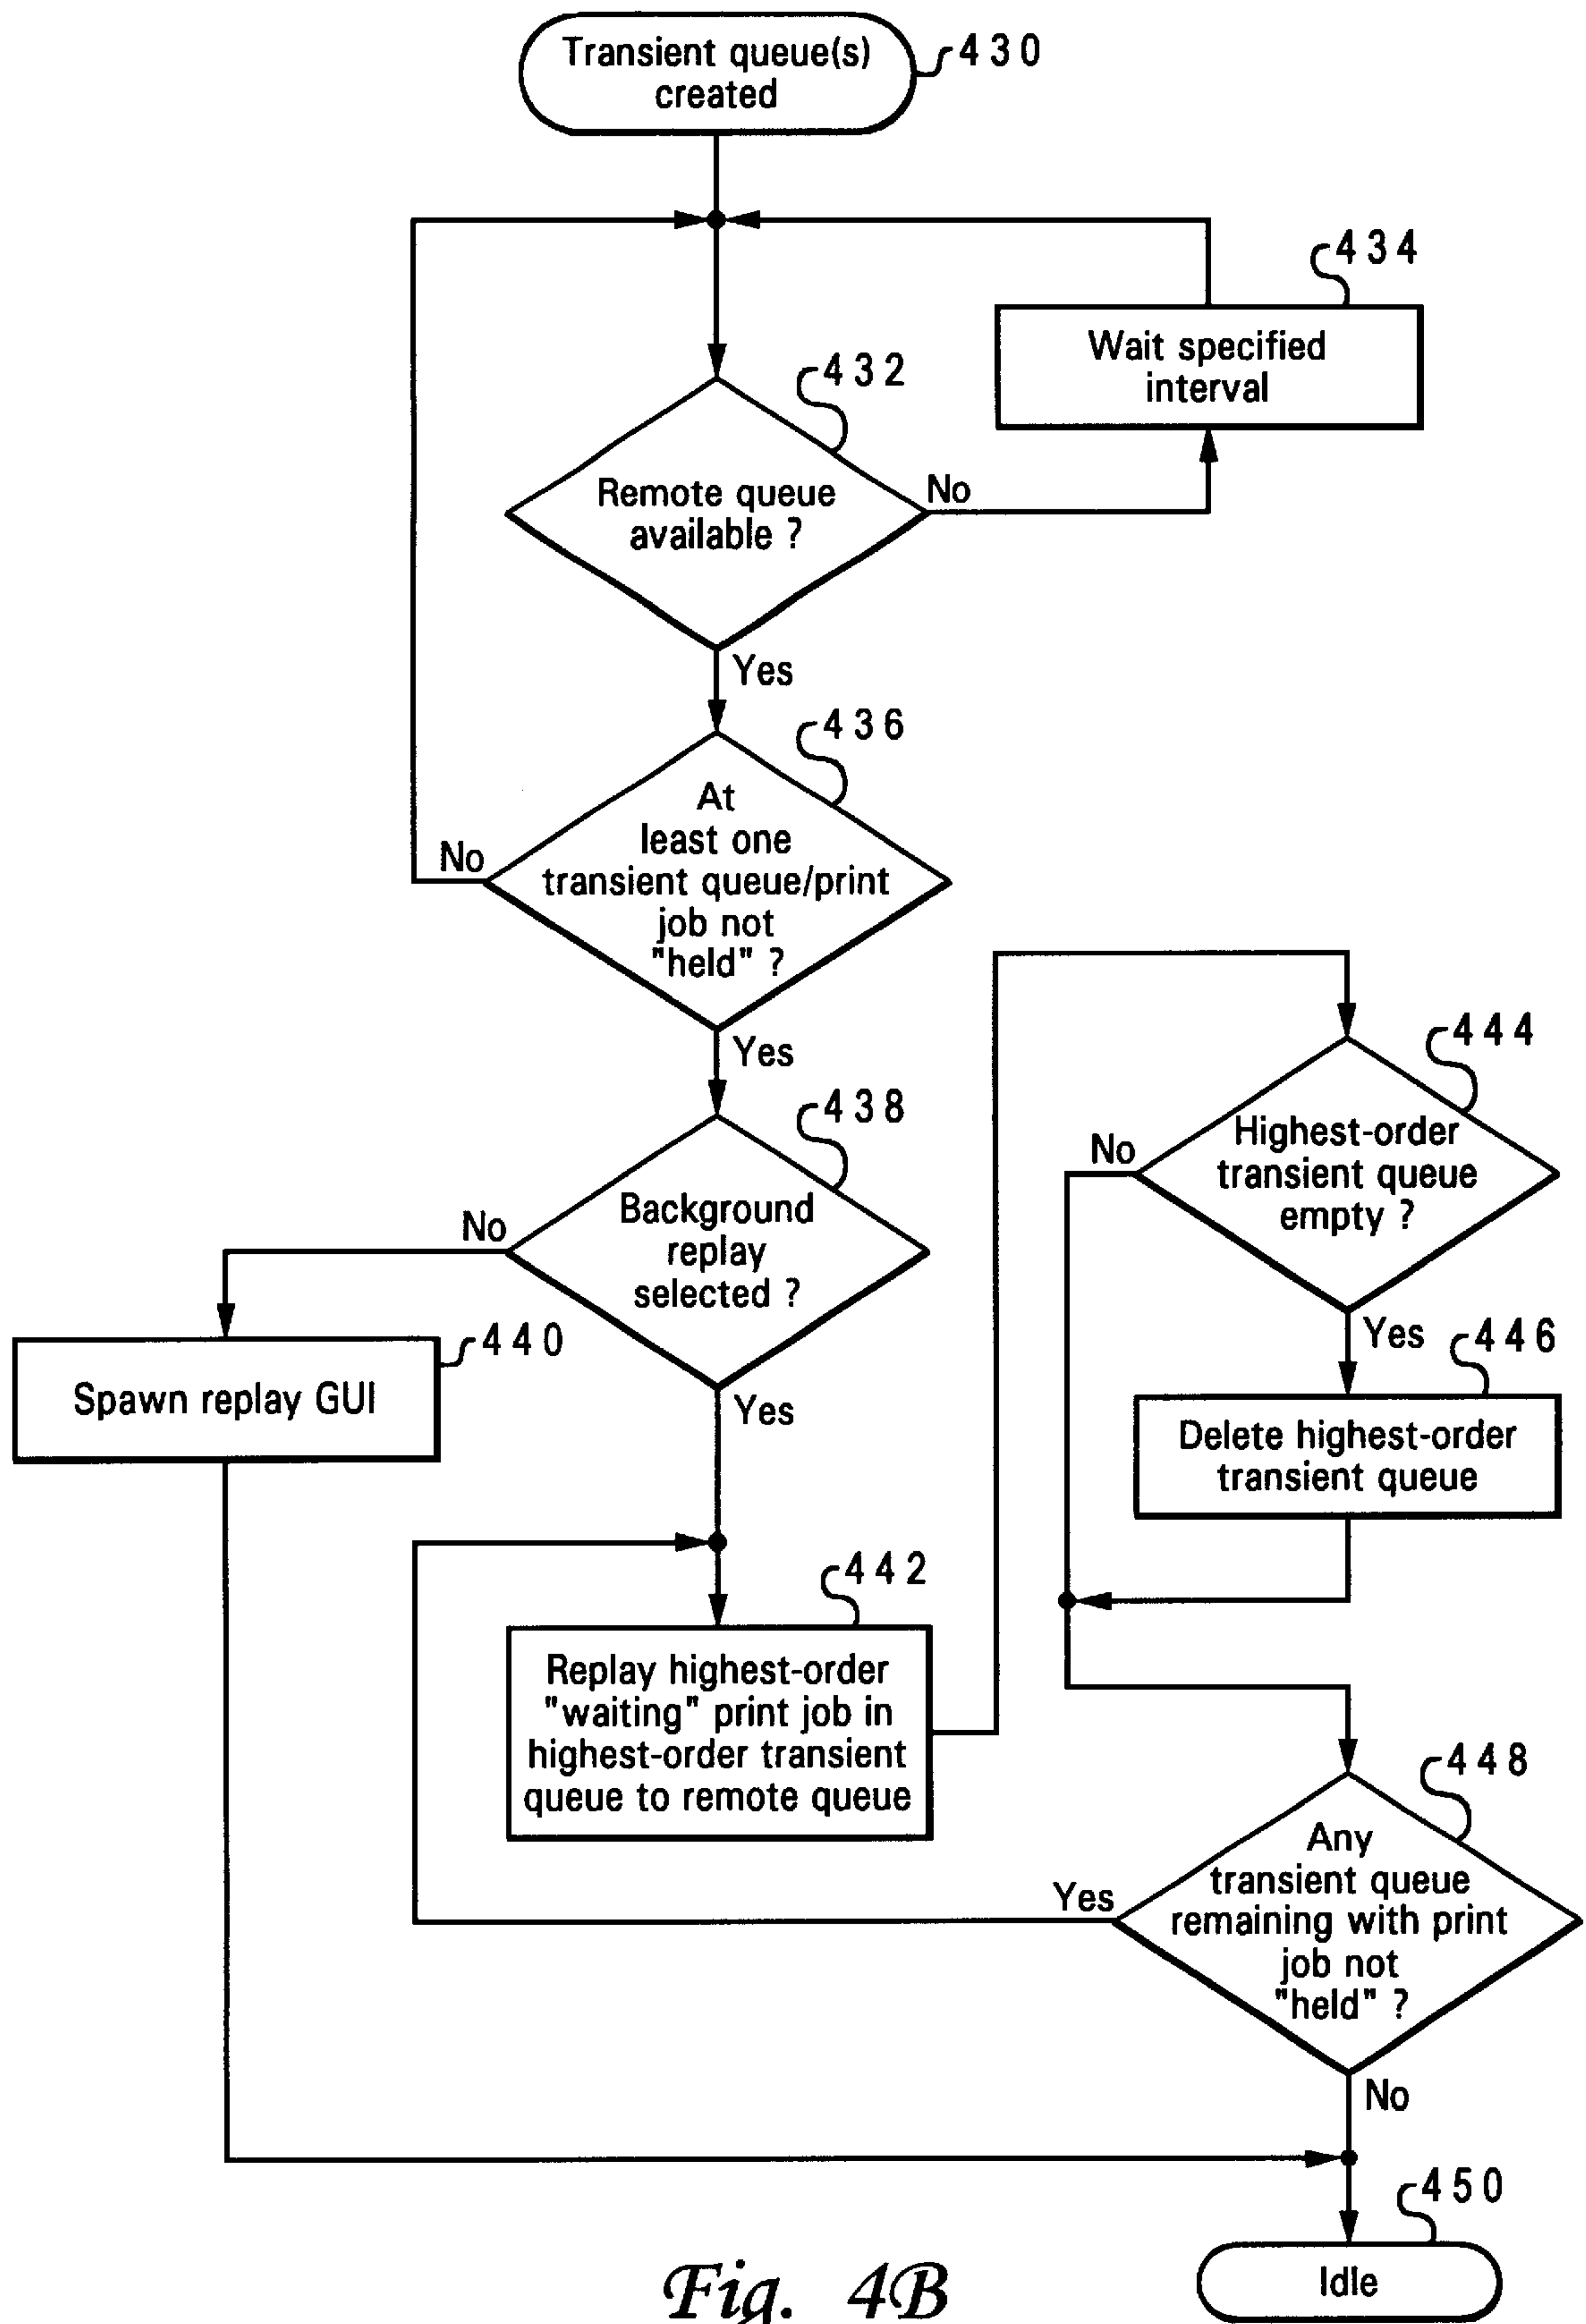 Transient queue(s)
created
430
434
Wait specified
interval
432
Remote queue
available ?
No
Yes
436
At
least one
transient queue/print
job not
"held" ?
No
Yes
438
Background
replay
selected ?
No
Yes
440
Spawn replay GUI
442
Replay highest-order
"waiting" print job in
highest-order transient
queue to remote queue
444
Highest-order
transient queue
empty ?
No
Yes
446
Delete highest-order
transient queue
448
Any
transient queue
remaining with print
job not
"held" ?
Yes
No
450
Idle
Fig. 4B